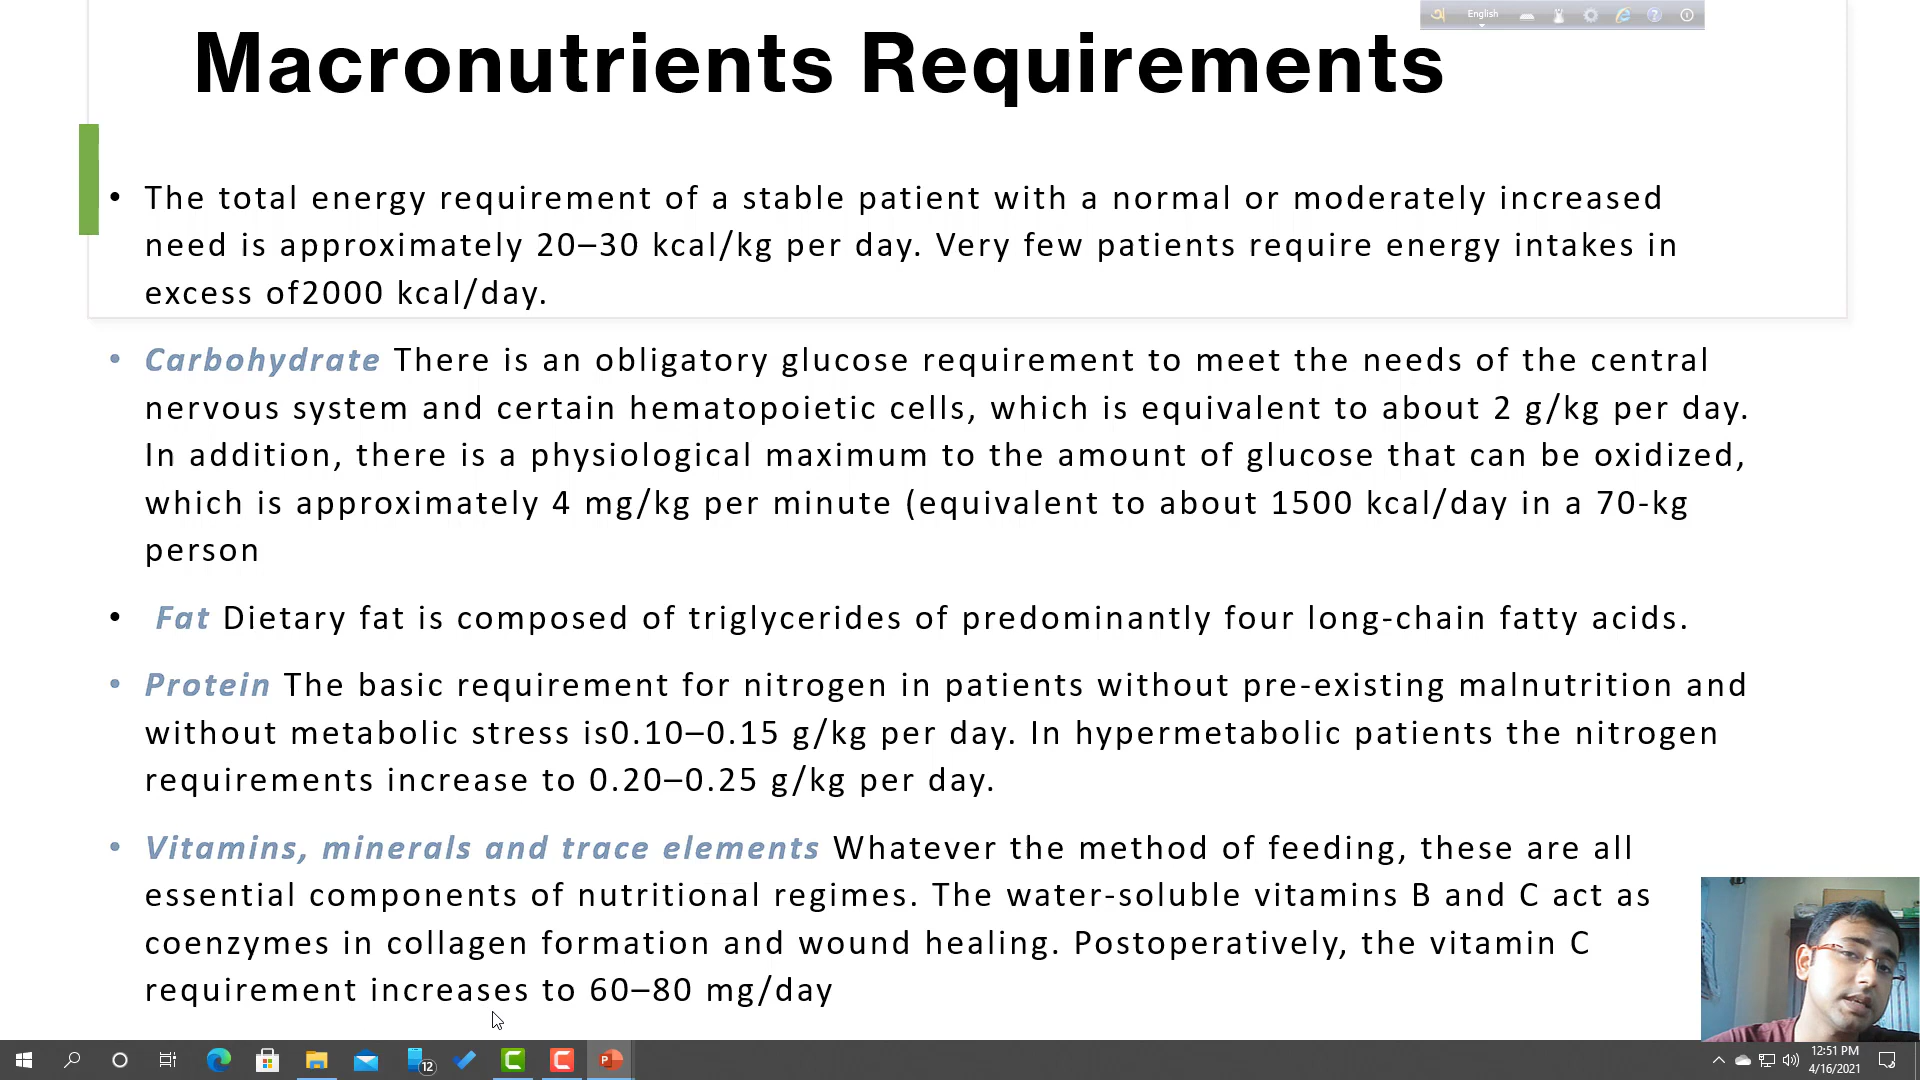 English
Macronutrients Requirements
• The total energy requirement of a stable patient with a normal or moderately increased
need is approximately 20–30 kcal/kg per day. Very few patients require energy intakes in
excess of2000 kcal/day.
• Carbohydrate There is an obligatory glucose requirement to meet the needs of the central
nervous system and certain hematopoietic cells, which is equivalent to about 2 g/kg per day.
In addition, there is a physiological maximum to the amount of glucose that can be oxidized,
which is approximately 4 mg/kg per minute (equivalent to about 1500 kcal/day in a 70-kg
person
• Fat Dietary fat is composed of triglycerides of predominantly four long-chain fatty acids.
• Protein The basic requirement for nitrogen in patients without pre-existing malnutrition and
without metabolic stress is0.10–0.15 g/kg per day. In hypermetabolic patients the nitrogen
requirements increase to 0.20–0.25 g/kg per day.
• Vitamins, minerals and trace elements Whatever the method of feeding, these are all
essential components of nutritional regimes. The water-soluble vitamins B and C act as
coenzymes in collagen formation and wound healing. Postoperatively, the vitamin C
requirement increases to 60–80 mg/day
12
12:51 PM
4/16/2021